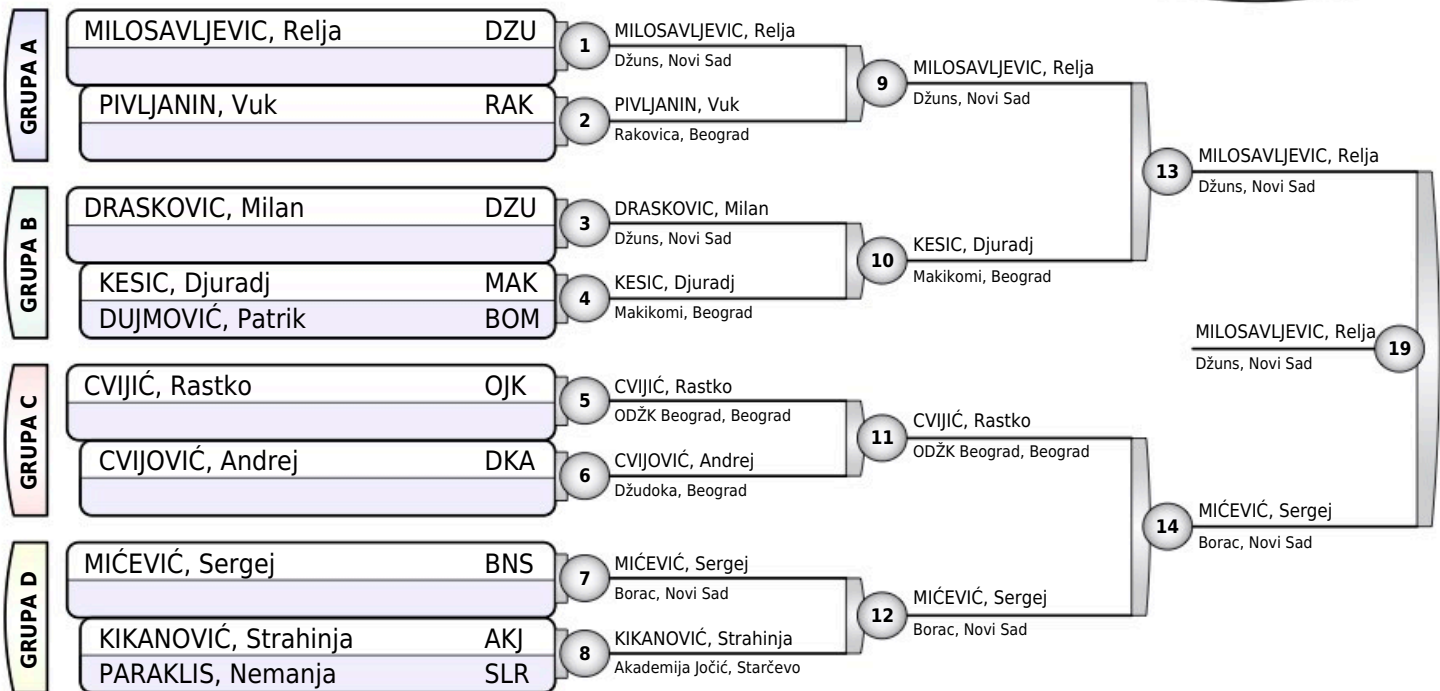 GRUPA A
MILOSAVLJEVIC, Relja DZU
PIVLJANIN, Vuk RAK
GRUPA B
DRASKOVIC, Milan DZU
KESIC, Djuradj MAK
DUJMOVIĆ, Patrik BOM
GRUPA C
CVIJIĆ, Rastko OJK
CVIJOVIĆ, Andrej DKA
GRUPA D
MIĆEVIĆ, Sergej BNS
KIKANOVIĆ, Strahinja AKJ
PARAKLIS, Nemanja SLR
1
MILOSAVLJEVIC, Relja
Džuns, Novi Sad
2
PIVLJANIN, Vuk
Rakovica, Beograd
3
DRASKOVIC, Milan
Džuns, Novi Sad
4
KESIC, Djuradj
Makikomi, Beograd
5
CVIJIĆ, Rastko
ODŽK Beograd, Beograd
6
CVIJOVIĆ, Andrej
Džudoka, Beograd
7
MIĆEVIĆ, Sergej
Borac, Novi Sad
8
KIKANOVIĆ, Strahinja
Akademija Jočić, Starčevo
9
MILOSAVLJEVIC, Relja
Džuns, Novi Sad
10
KESIC, Djuradj
Makikomi, Beograd
11
CVIJIĆ, Rastko
ODŽK Beograd, Beograd
12
MIĆEVIĆ, Sergej
Borac, Novi Sad
13
MILOSAVLJEVIC, Relja
Džuns, Novi Sad
14
MIĆEVIĆ, Sergej
Borac, Novi Sad
MILOSAVLJEVIC, Relja
Džuns, Novi Sad
19